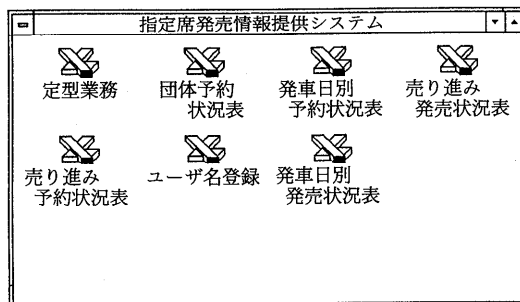 指定席発売情報提供システム
定型業務
団体予約
状況表
発車日別
予約状況表
売り進み
発売状況表
売り進み
予約状況表
ユーザ名登録
発車日別
発売状況表